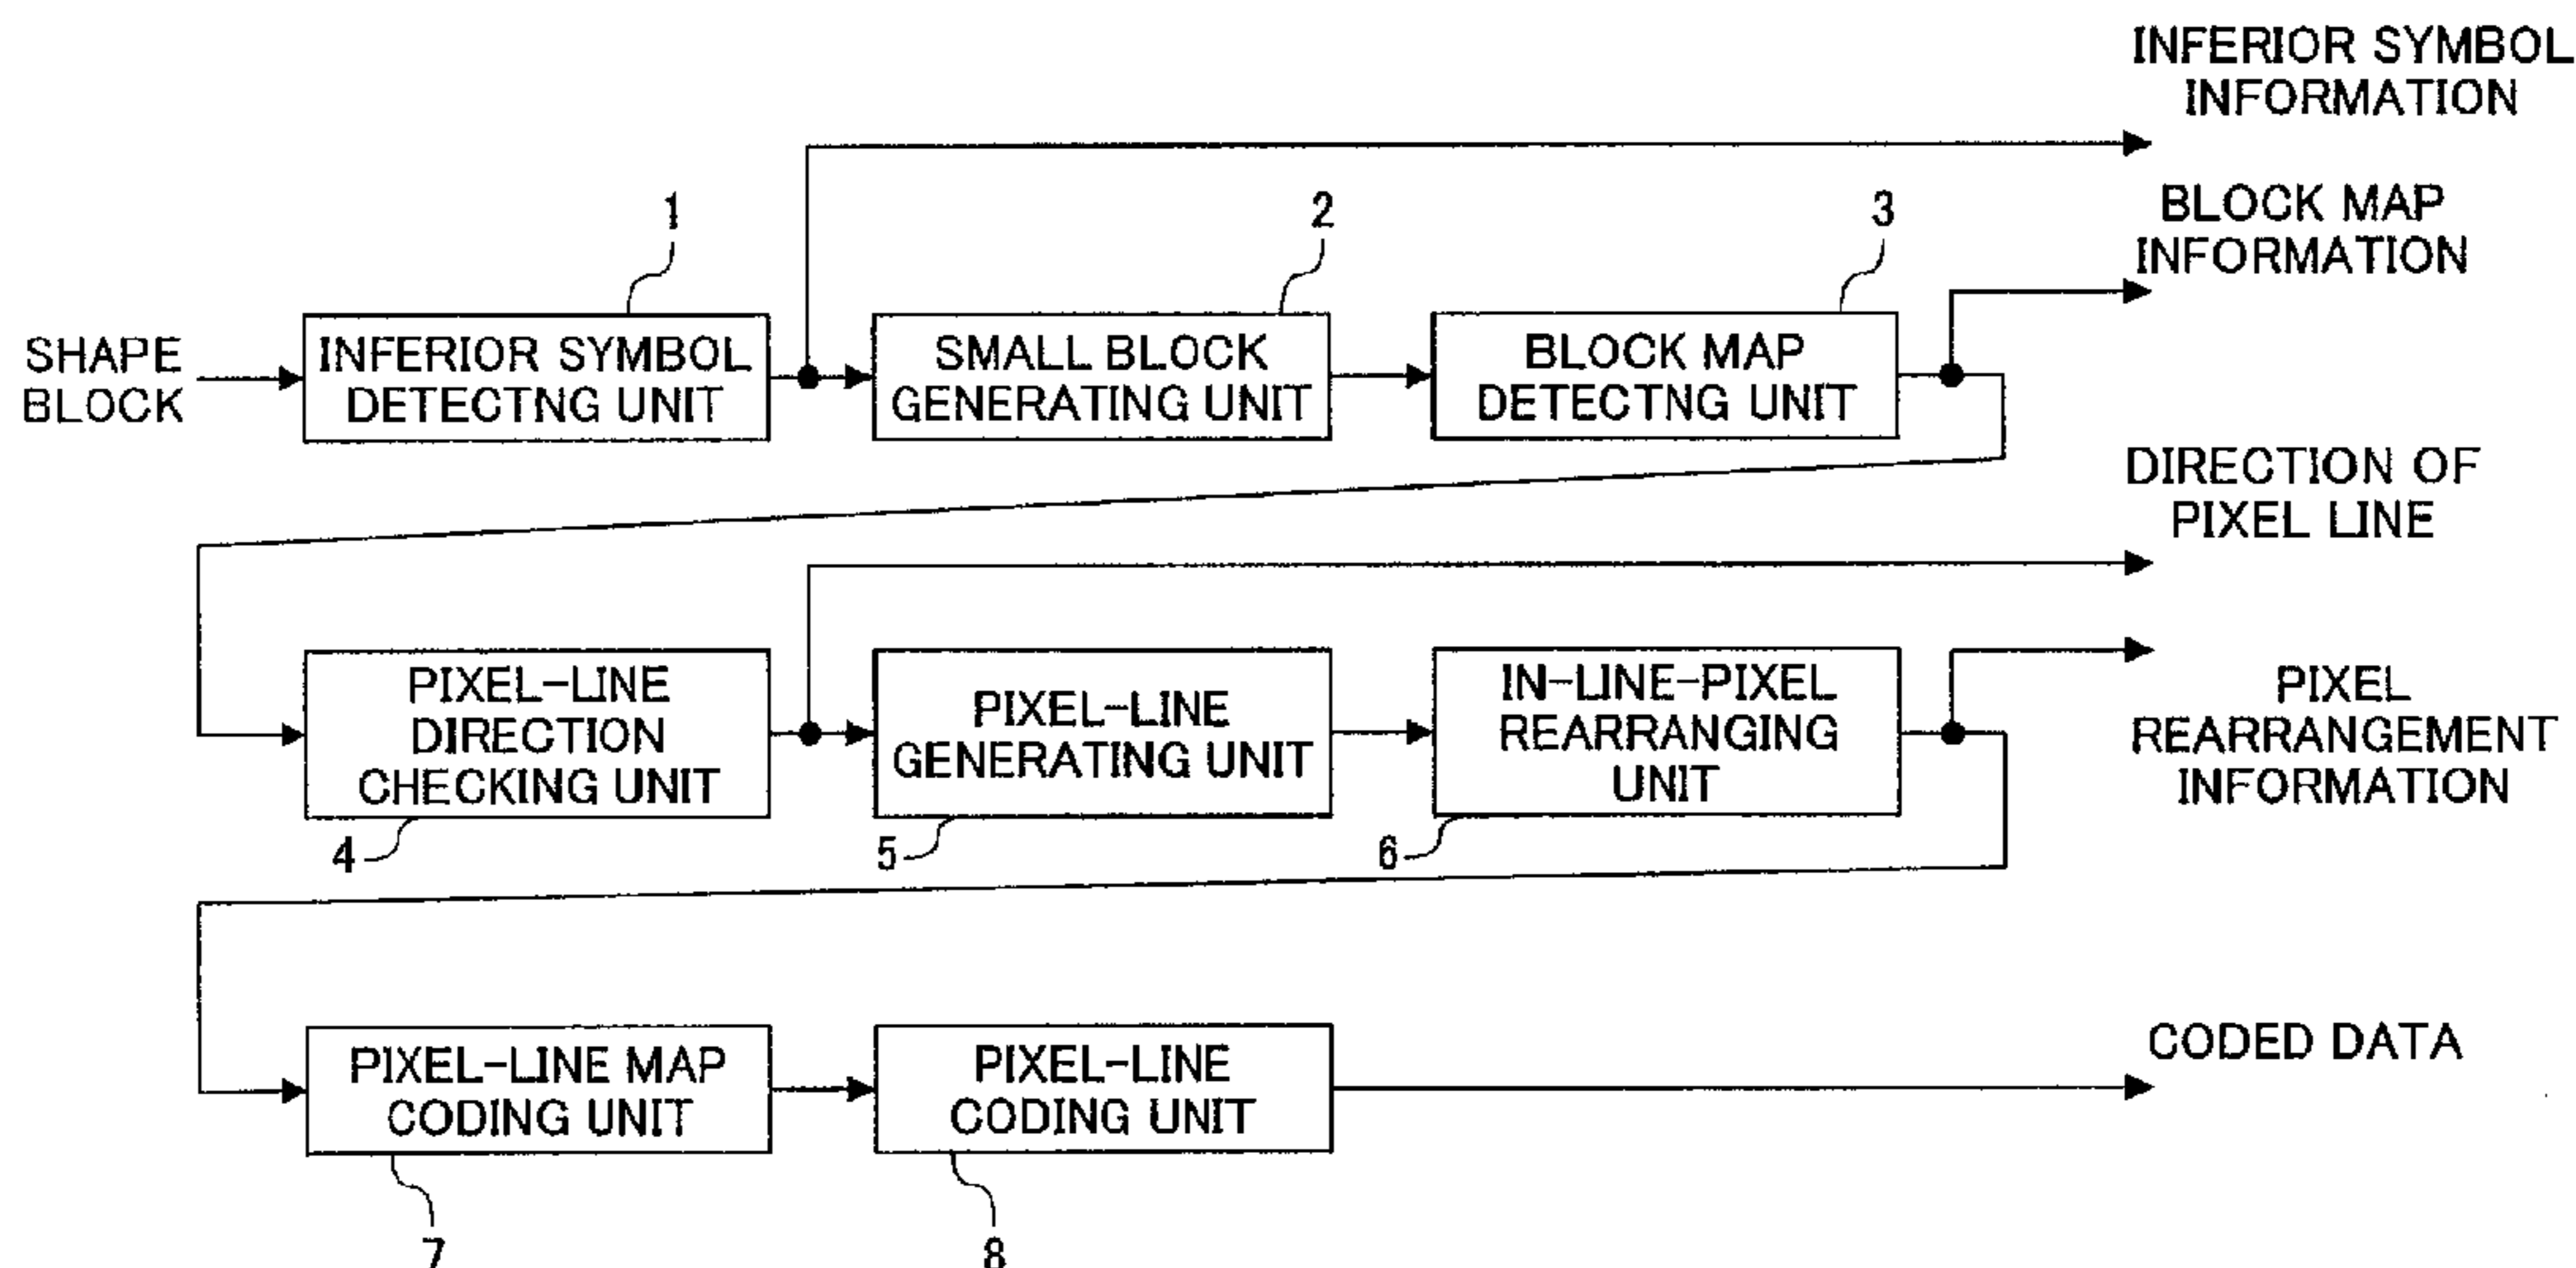 INFERIOR SYMBOL
INFORMATION
1
2
3
BLOCK MAP
INFORMATION
SHAPE
BLOCK
INFERIOR SYMBOL
DETECTNG UNIT
SMALL BLOCK
GENERATING UNIT
BLOCK MAP
DETECTNG UNIT
DIRECTION OF
PIXEL LINE
PIXEL-LINE
DIRECTION
CHECKING UNIT
PIXEL-LINE
GENERATING UNIT
IN-LINE-PIXEL
REARRANGING
UNIT
PIXEL
REARRANGEMENT
INFORMATION
4
5
6
PIXEL-LINE MAP
CODING UNIT
PIXEL-LINE
CODING UNIT
CODED DATA
7
8